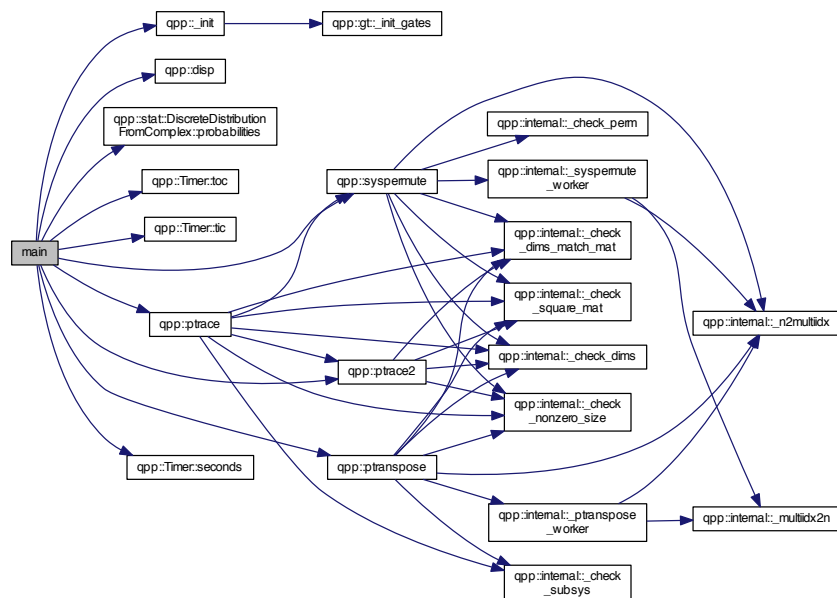 qpp::_init
qpp::gt::_init_gates
qpp::disp
qpp::stat::DiscreteDistribution
FromComplex::probabilities
qpp::Timer::toc
qpp::Timer::tic
main
qpp::ptrace
qpp::Timer::seconds
qpp::syspermute
qpp::ptrace2
qpp::ptranspose
qpp::internal::_check_perm
qpp::internal::_syspermute
_worker
qpp::internal::_check
_dims_match_mat
qpp::internal::_check
_square_mat
qpp::internal::_check_dims
qpp::internal::_check
_nonzero_size
qpp::internal::_ptranspose
_worker
qpp::internal::_check
_subsys
qpp::internal::_n2multiidx
qpp::internal::_multiidx2n